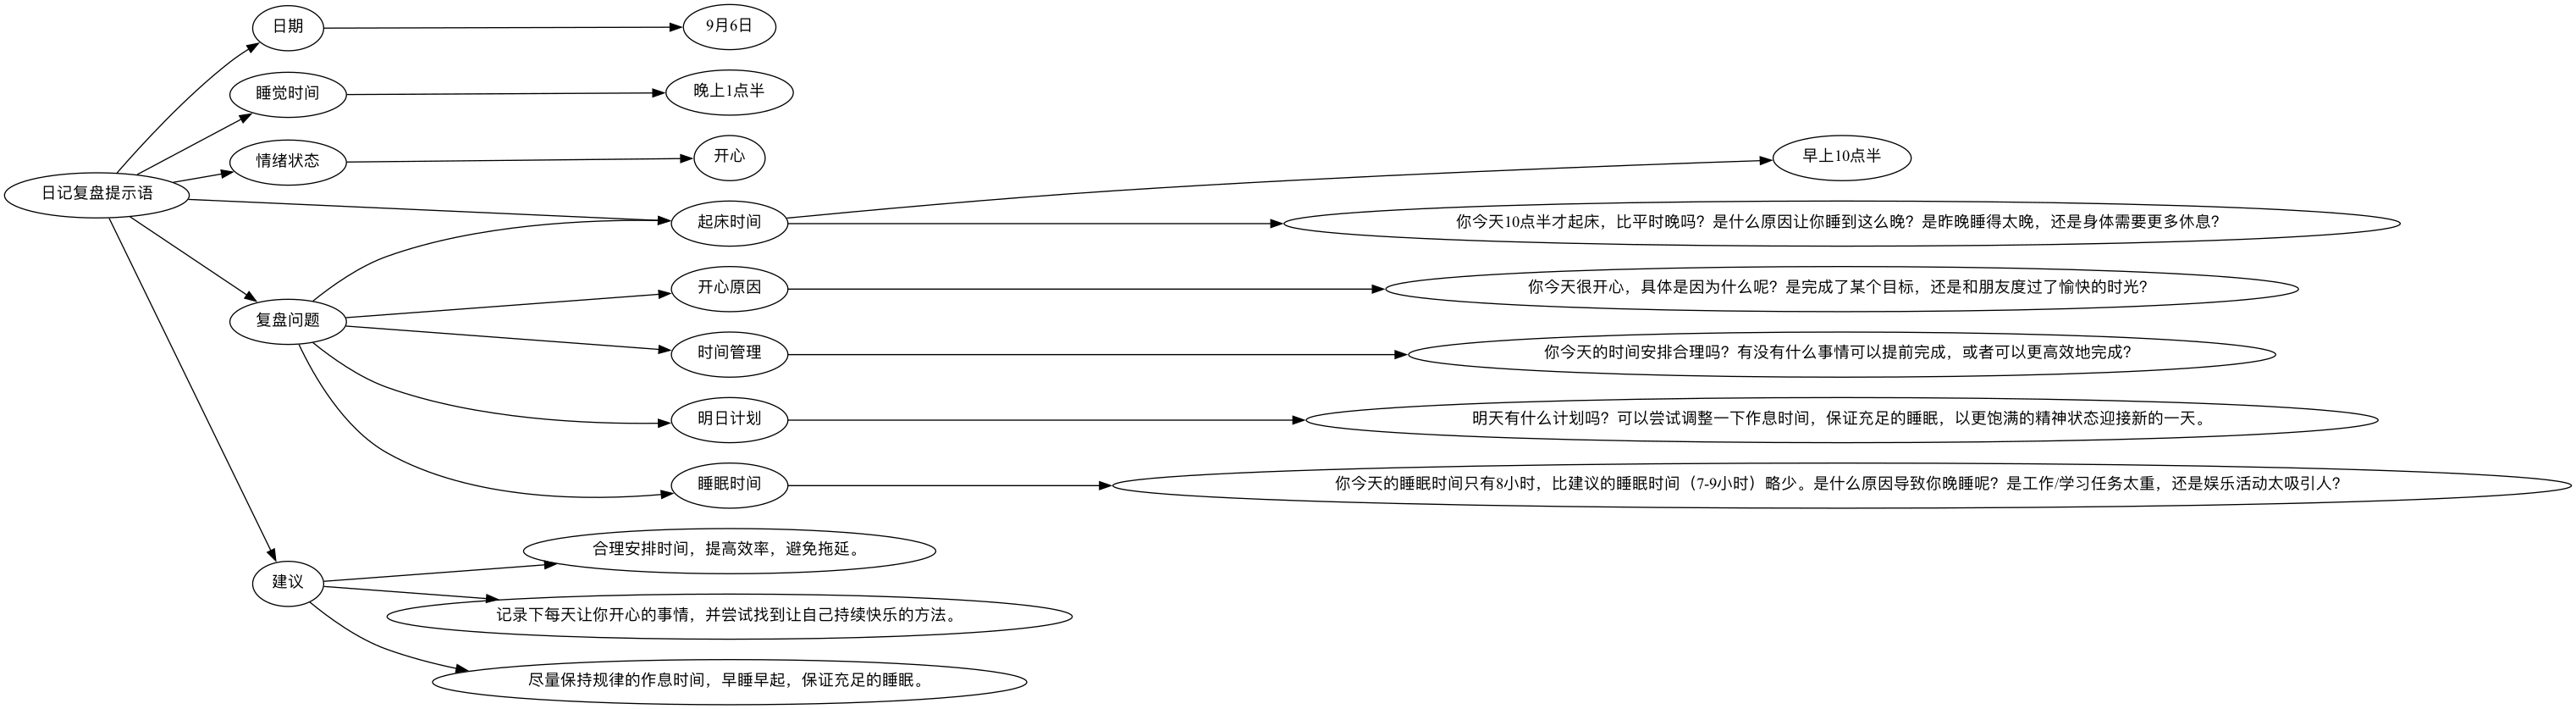 日期
9月6日
睡觉时间
晚上1点半
情绪状态
开心
早上10点半
日记复盘提示语
起床时间
你今天10点半才起床，比平时晚吗？是什么原因让你睡到这么晚？是昨晚睡得太晚，还是身体需要更多休息？
开心原因
你今天很开心，具体是因为什么呢？是完成了某个目标，还是和朋友度过了愉快的时光？
复盘问题
时间管理
你今天的时间安排合理吗？有没有什么事情可以提前完成，或者可以更高效地完成？
明日计划
明天有什么计划吗？可以尝试调整一下作息时间，保证充足的睡眠，以更饱满的精神状态迎接新的一天。
睡眠时间
你今天的睡眠时间只有8小时，比建议的睡眠时间（7-9小时）略少。是什么原因导致你晚睡呢？是工作/学习任务太重，还是娱乐活动太吸引人？
建议
合理安排时间，提高效率，避免拖延。
记录下每天让你开心的事情，并尝试找到让自己持续快乐的方法。
尽量保持规律的作息时间，早睡早起，保证充足的睡眠。